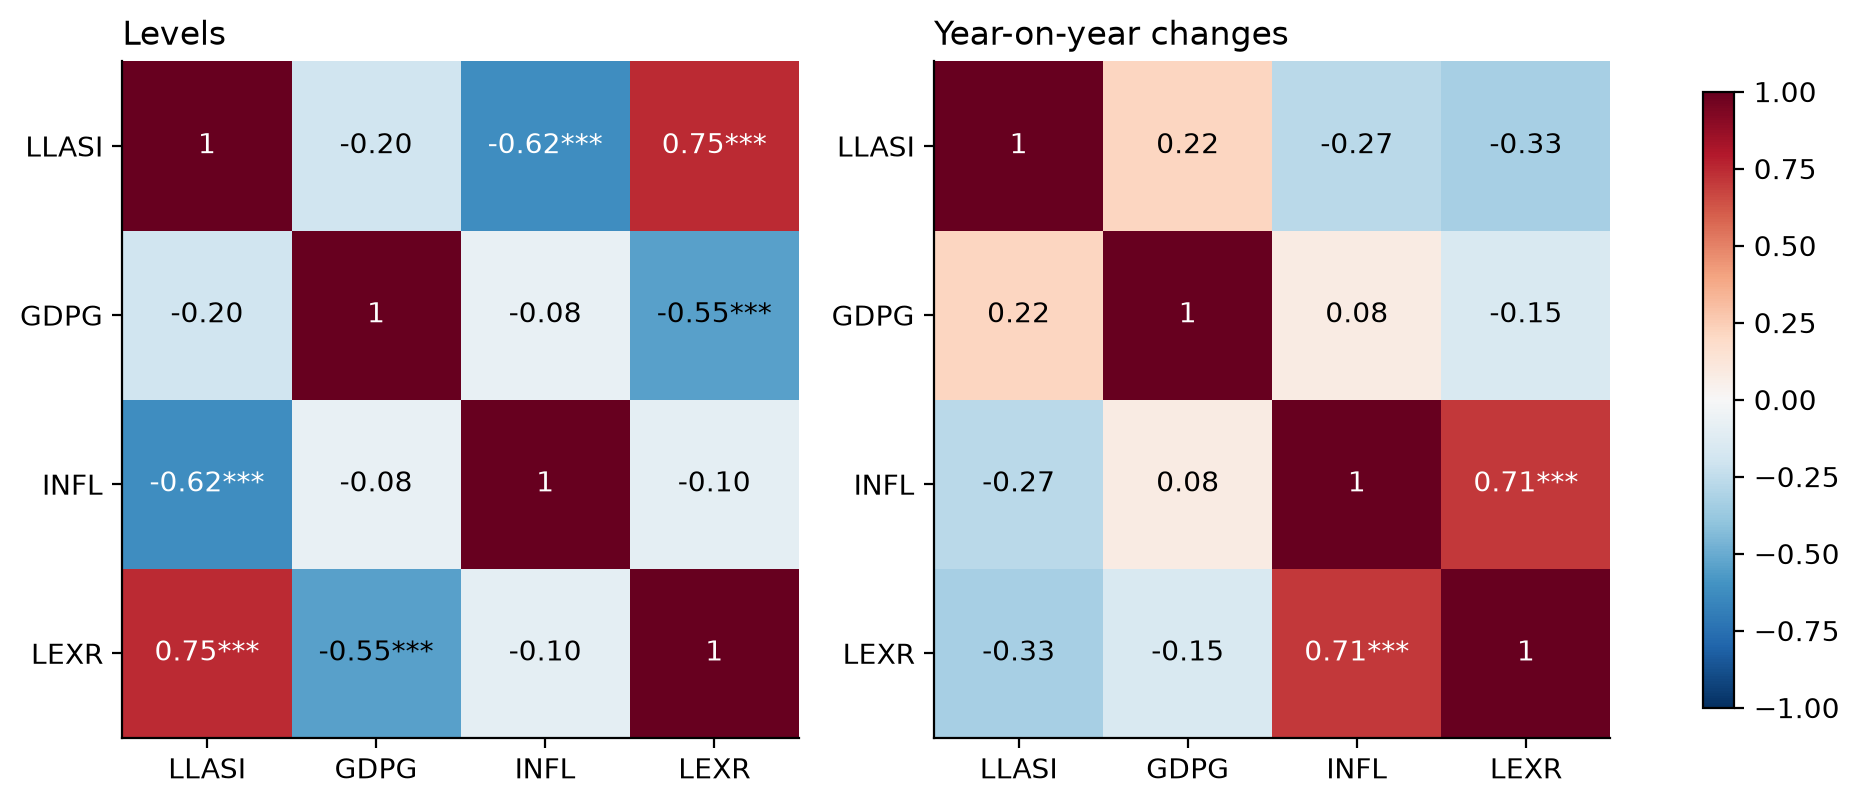 Levels
LLASI 1 -0.20 -0.62*** 0.75***
GDPG -0.20 1 -0.08 -0.55***
INFL -0.62*** -0.08 1 -0.10
LEXR 0.75*** -0.55*** -0.10 1
LLASI GDPG INFL LEXR
Year-on-year changes
LLASI 1 0.22 -0.27 -0.33
GDPG 0.22 1 0.08 -0.15
INFL -0.27 0.08 1 0.71***
LEXR -0.33 -0.15 0.71*** 1
LLASI GDPG INFL LEXR
1.00
0.75
0.50
0.25
0.00
−0.25
−0.50
−0.75
−1.00